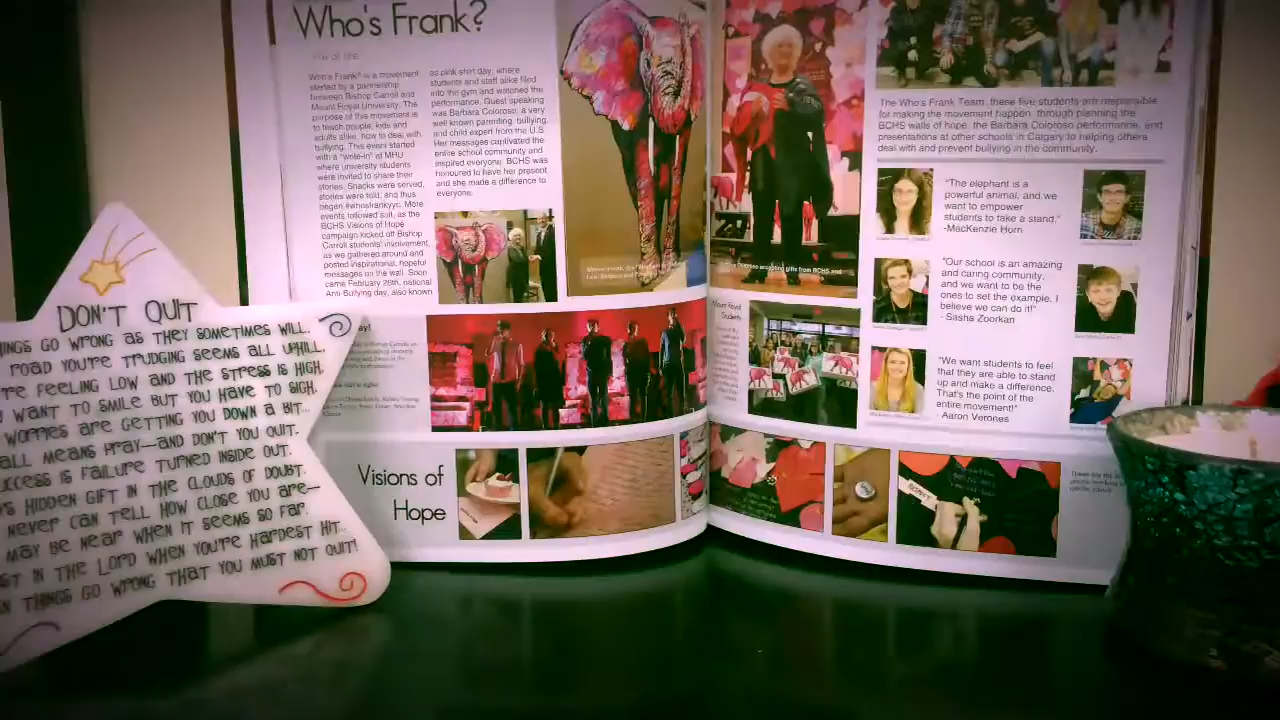 Who's Frank?
Who's Frank? is a movement
started by a partnership
between Bishop Carroll and
Mount Royal University. The
purpose of this movement is
to teach people, kids and
adults alike, how to deal with
bullying. This event started
with a "write-in" at MRU
where university students
were invited to share their
stories. Snacks were served,
stories were told, and thus
began #whosfrankyyc. More
events followed suit, as the
BCHS Visions of Hope
campaign kicked off Bishop
Carroll students' involvement,
as we gathered around and
posted inspirational, hopeful
messages on the wall. Soon
came February 26th, national
Anti-Bullying day, also known
as pink shirt day, where
students and staff alike filed
into the gym and watched the
performance. Guest speaking
was Barbara Coloroso, a very
well known parenting, bullying,
and child expert from the U.S.
Her messages captivated the
entire school community and
inspired everyone. BCHS was
honoured to have her present
and she made a difference to
everyone.
Coloroso accepting gifts from BCHS and
The Who's Frank Team, these five students are responsible
for making the movement happen, through planning the
BCHS walls of hope, the Barbara Coloroso performance, and
presentations at other schools in Calgary to helping others
deal with and prevent bullying in the community.
"The elephant is a
powerful animal, and we
want to empower
students to take a stand."
-MacKenzie Horn
"Our school is an amazing
and caring community,
and we want to be the
ones to set the example. I
believe we can do it!"
- Sasha Zoorkan
"We want students to feel
that they are able to stand
up and make a difference.
That's the point of the
entire movement!"
- Aaron Verones
Mount Royal
Students
Visions of
Hope
RESPECT
DON'T QUIT
GO WRONG AS THEY SOMETIMES WILL,
ROAD YOU'RE TRUDGING SEEMS ALL UPHILL,
FEELING LOW AND THE STRESS IS HIGH,
WANT TO SMILE BUT YOU HAVE TO SIGH,
WORRIES ARE GETTING YOU DOWN A BIT...
ALL MEANS PRAY—AND DON'T YOU QUIT.
IS FAILURE TURNED INSIDE OUT.
HIDDEN GIFT IN THE CLOUDS OF DOUBT.
NEVER CAN TELL HOW CLOSE YOU ARE—
MAY BE NEAR WHEN IT SEEMS SO FAR.
IN THE LORD WHEN YOU'RE HARDEST HIT...
THINGS GO WRONG THAT YOU MUST NOT QUIT!